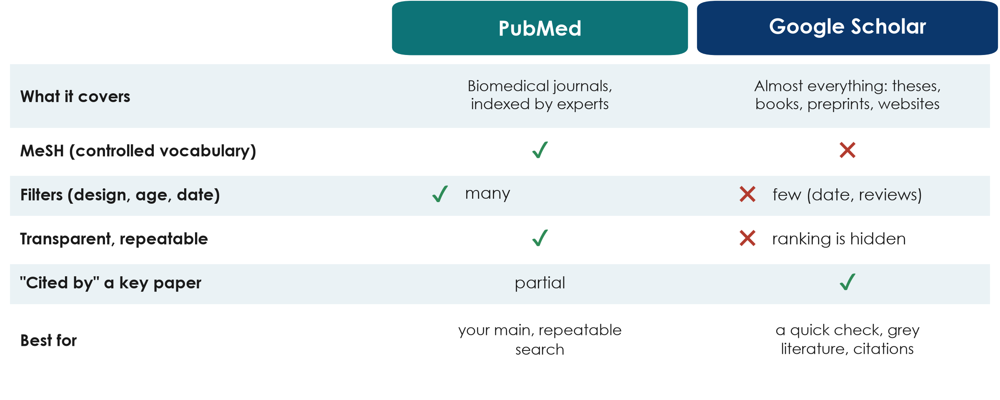 PubMed
Google Scholar
What it covers
Biomedical journals,
indexed by experts
Almost everything: theses,
books, preprints, websites
MeSH (controlled vocabulary)
✓
✕
Filters (design, age, date)
✓ many
✕ few (date, reviews)
Transparent, repeatable
✓
✕ ranking is hidden
"Cited by" a key paper
partial
✓
Best for
your main, repeatable
search
a quick check, grey
literature, citations